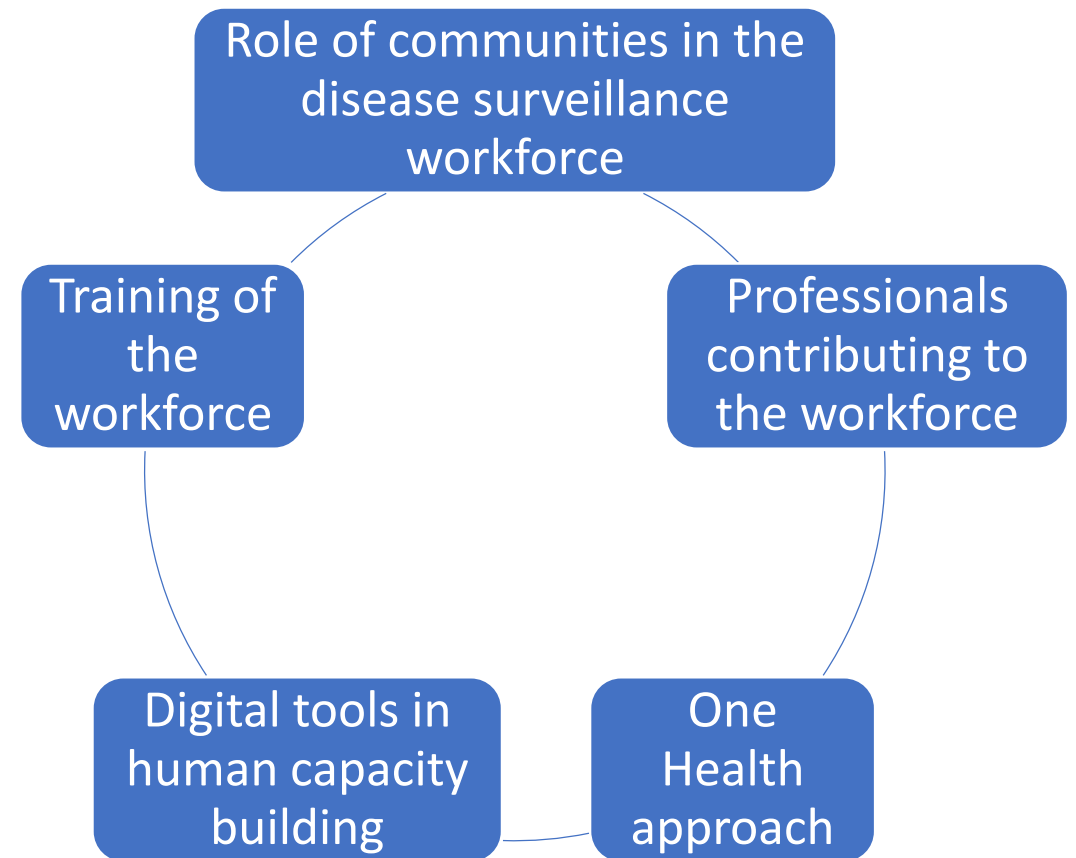 Role of communities in the
disease surveillance
workforce
Training of
the
workforce
Professionals
contributing to
the workforce
Digital tools in
human capacity
building
One
Health
approach